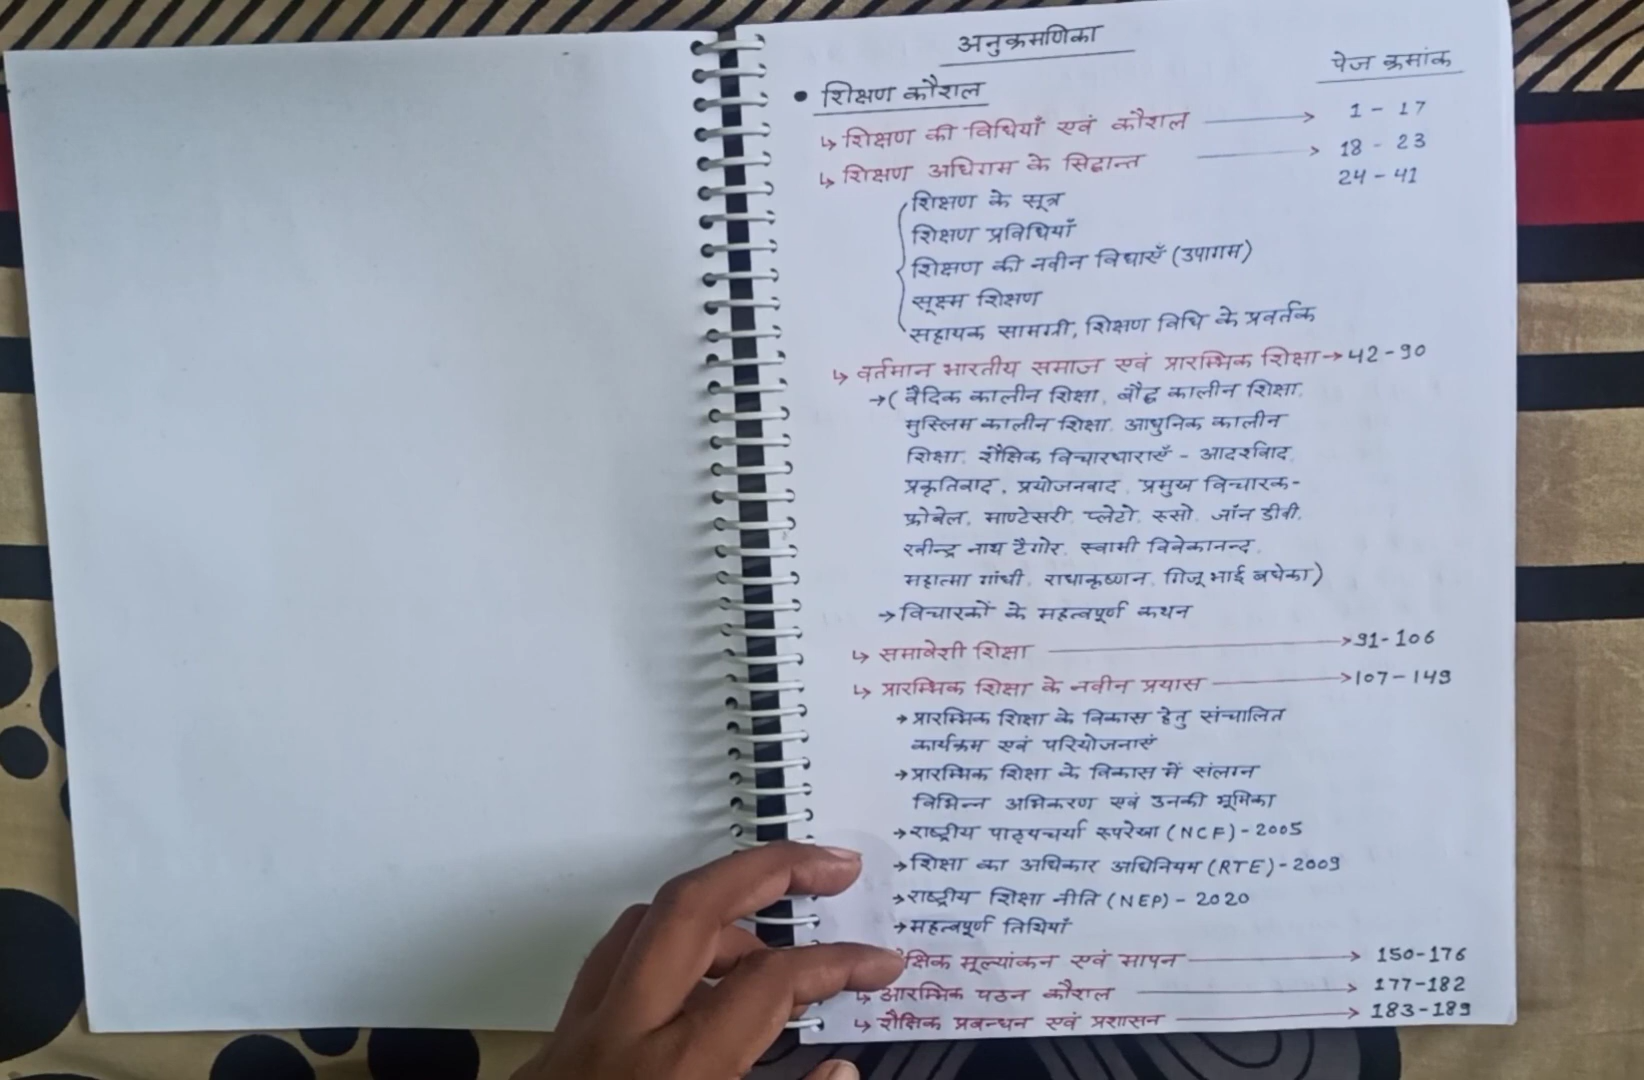 अनुक्रमणिका
पेज क्रमांक
• शिक्षण कौशल
↳ शिक्षण की विधियाँ एवं कौशल → 1 - 17
↳ शिक्षण अधिगम के सिद्धान्त → 18 - 23
24 - 41
शिक्षण के सूत्र
शिक्षण प्रविधियाँ
शिक्षण की नवीन विधाएँ (उपागम)
सूक्ष्म शिक्षण
सहायक सामग्री, शिक्षण विधि के प्रवर्तक
↳ वर्तमान भारतीय समाज एवं प्रारम्भिक शिक्षा → 42-90
→ ( वैदिक कालीन शिक्षा, बौद्ध कालीन शिक्षा,
मुस्लिम कालीन शिक्षा, आधुनिक कालीन
शिक्षा, शैक्षिक विचारधाराएँ - आदर्शवाद,
प्रकृतिवाद, प्रयोजनवाद, प्रमुख विचारक-
फ्रोबेल, माण्टेसरी, प्लेटो, रूसो, जॉन डीवी,
रवीन्द्र नाथ टैगोर, स्वामी विवेकानन्द,
महात्मा गांधी, राधाकृष्णन, गिजू भाई बधेका)
→ विचारकों के महत्वपूर्ण कथन
↳ समावेशी शिक्षा → 91-106
↳ प्रारम्भिक शिक्षा के नवीन प्रयास → 107-149
→ प्रारम्भिक शिक्षा के विकास हेतु संचालित
कार्यक्रम एवं परियोजनाएं
→ प्रारम्भिक शिक्षा के विकास में संलग्न
विभिन्न अभिकरण एवं उनकी भूमिका
→ राष्ट्रीय पाठ्यचर्या रूपरेखा (NCF) - 2005
→ शिक्षा का अधिकार अधिनियम (RTE) - 2009
→ राष्ट्रीय शिक्षा नीति (NEP) - 2020
→ महत्वपूर्ण तिथियाँ
मूल्यांकन एवं मापन → 150-176
↳ आरम्भिक पठन कौशल → 177-182
↳ शैक्षिक प्रबन्धन एवं प्रशासन → 183-189